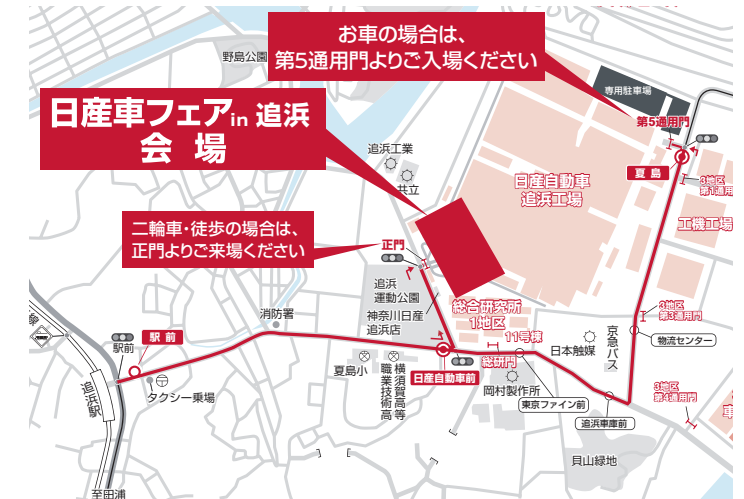 お車の場合は、
第5通用門よりご入場ください
野島公園
専用駐車場
日産車フェアin 追浜
会 場
第5通用門
追浜工業
共立
夏 島
3地区
第1通用
日産自動車
追浜工場
工機工場
二輪車・徒歩の場合は、
正門よりご来場ください
正門
追浜
運動公園
神奈川日産
追浜店
総合研究所
1地区
3地区
第3通用門
消防署
駅 前
駅前
11号棟
京急バス
物流センター
日本触媒
総研門
夏島小
横須賀高等
職業技術高
日産自動車前
岡村製作所
東京ファイン前
追浜車庫前
3地区
第4通用門
タクシー乗場
追浜駅
貝山緑地
至田浦